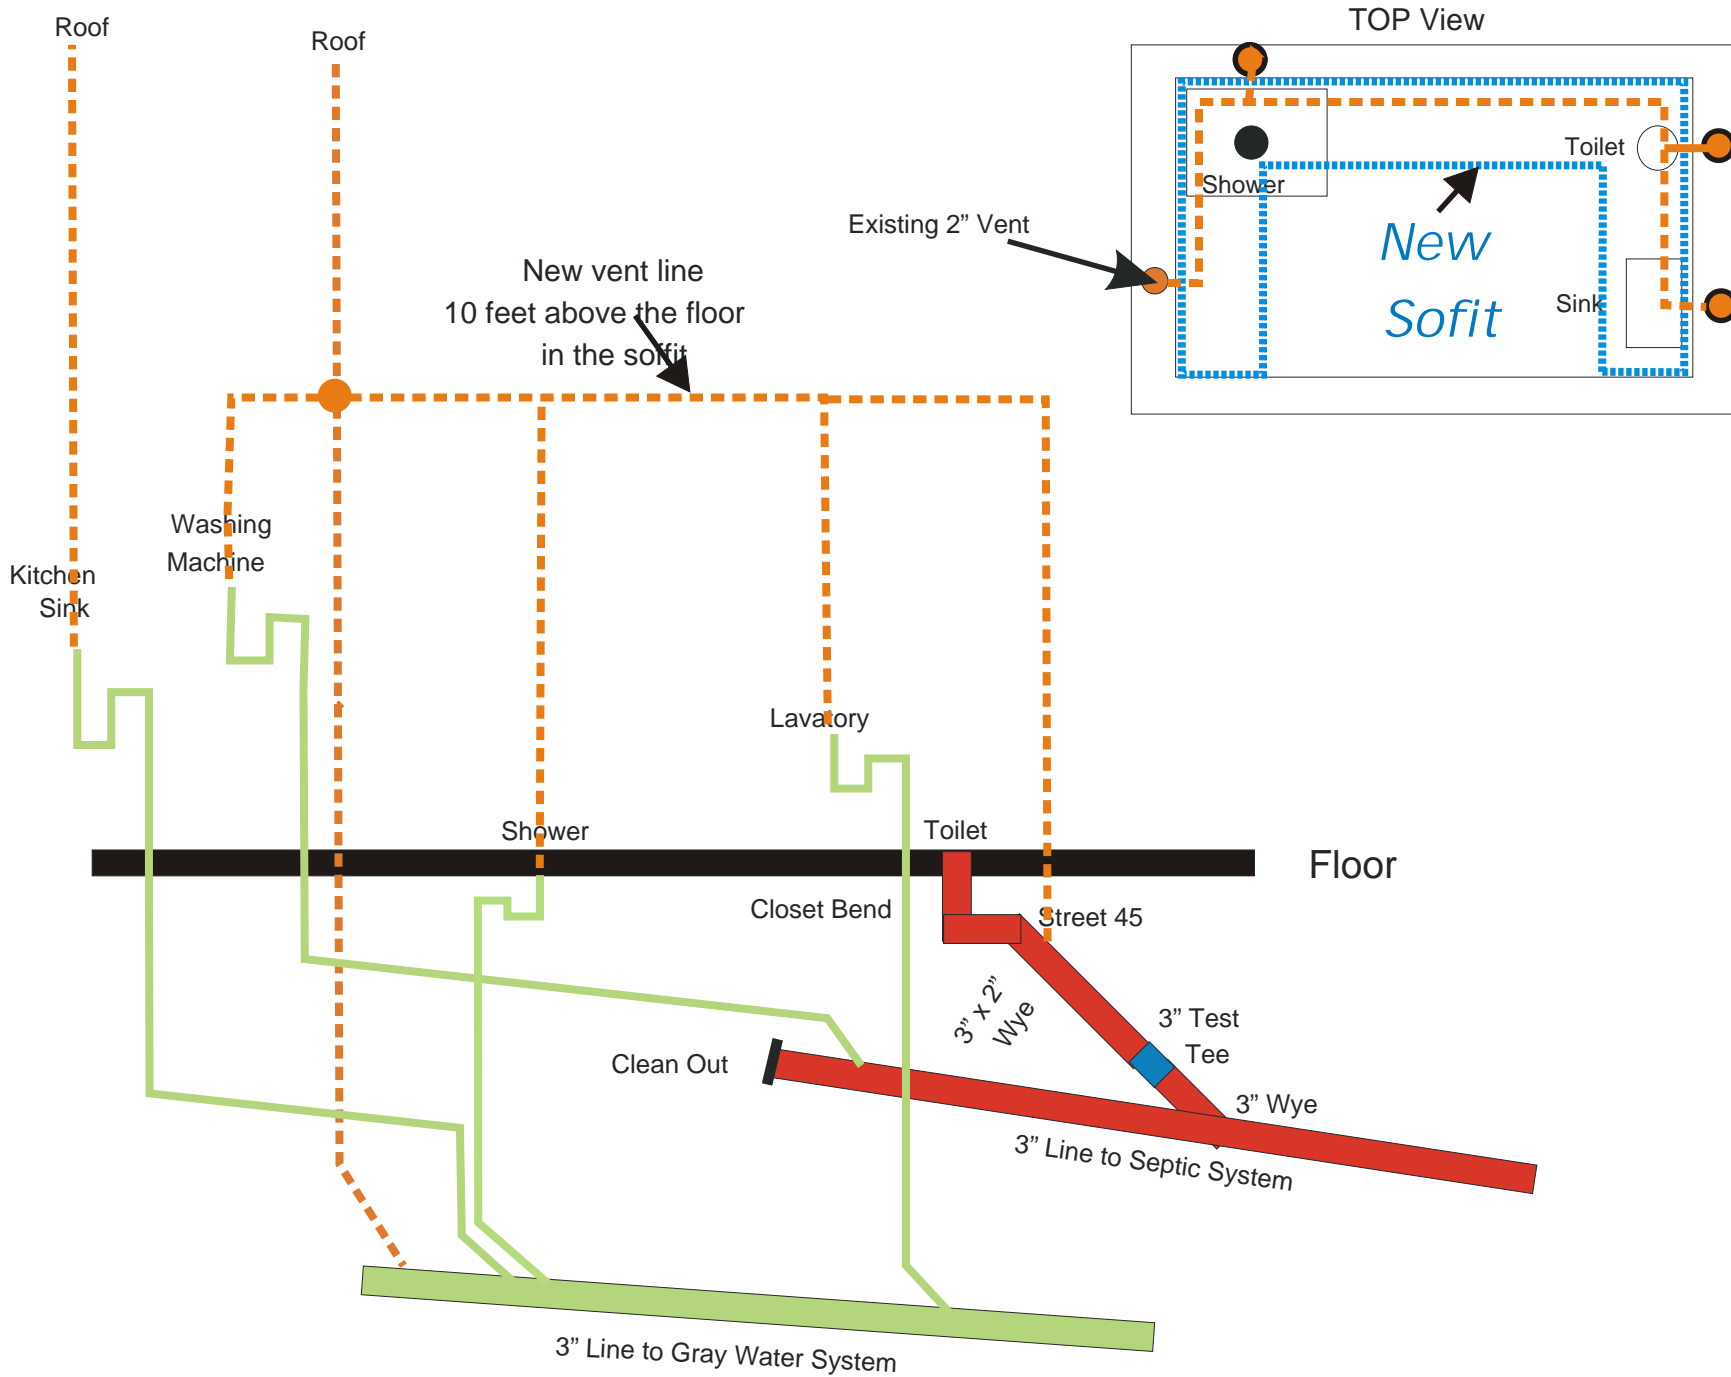 Roof
Roof
TOP View
Toilet
Shower
Existing 2” Vent
New
Sofit
Sink
New vent line
10 feet above the floor
in the soffit
Washing
Machine
Kitchen
Sink
Lavatory
Shower
Toilet
Floor
Closet Bend
Street 45
3” x 2”
Wye
3” Test
Tee
Clean Out
3” Wye
3” Line to Septic System
3” Line to Gray Water System